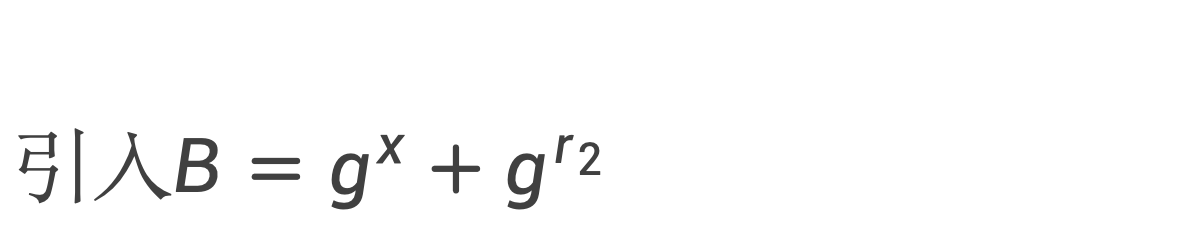 引入B = g^x + g^{r_2}